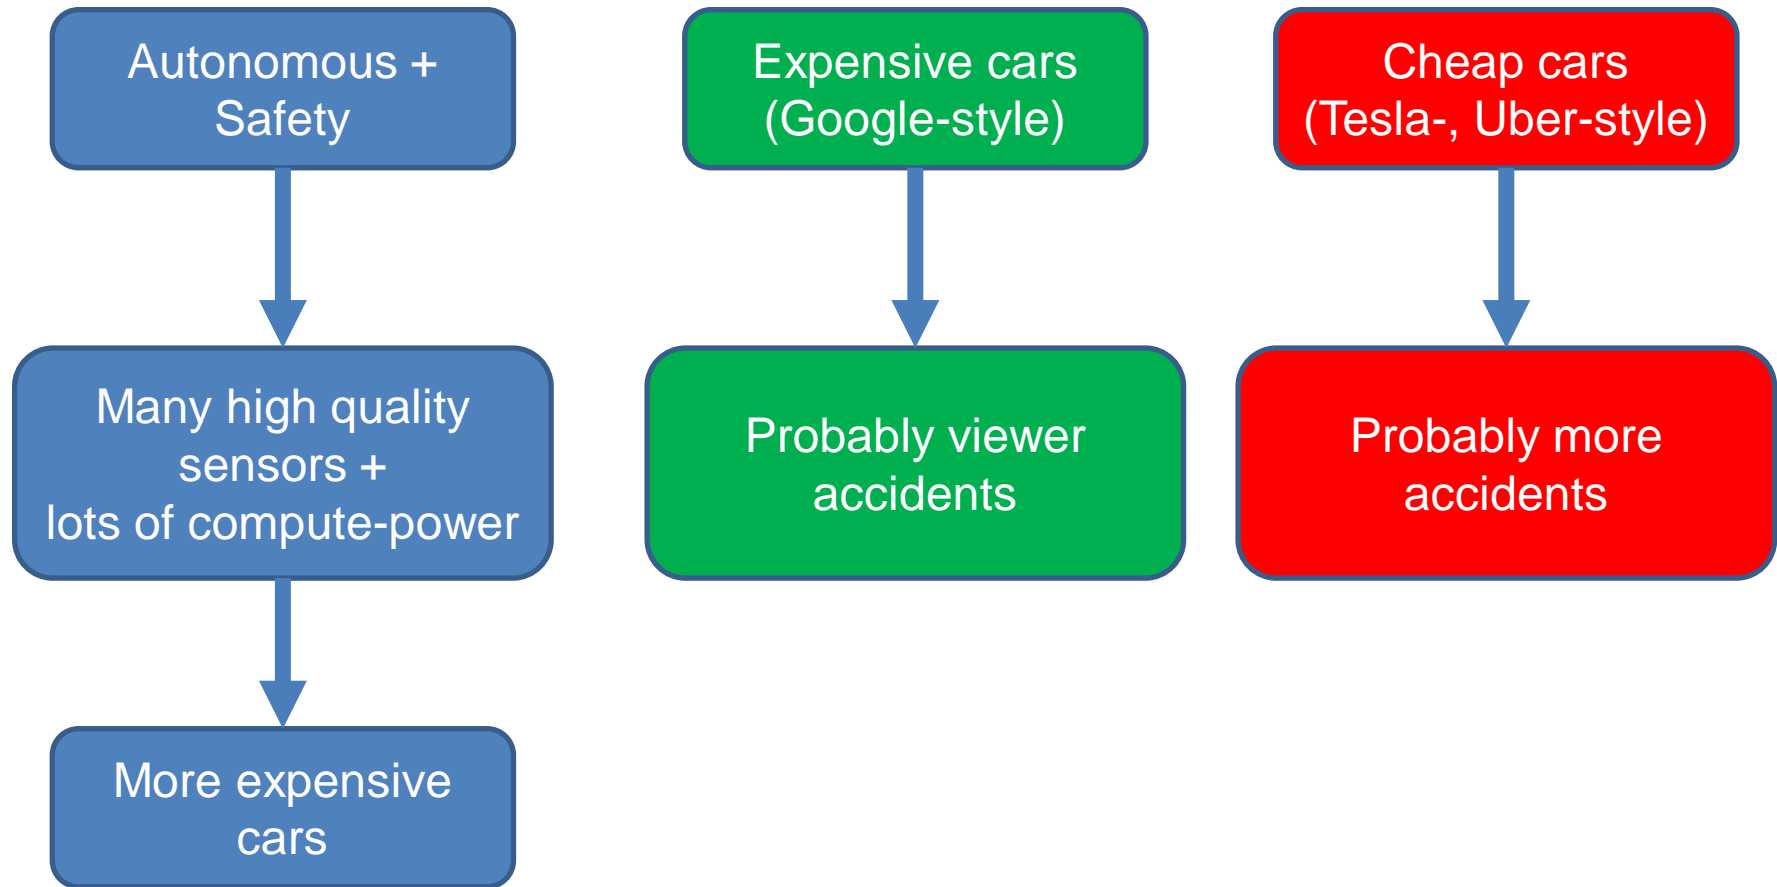 Autonomous +
Safety
Many high quality
sensors +
lots of compute-power
More expensive
cars
Expensive cars
(Google-style)
Probably viewer
accidents
Cheap cars
(Tesla-, Uber-style)
Probably more
accidents